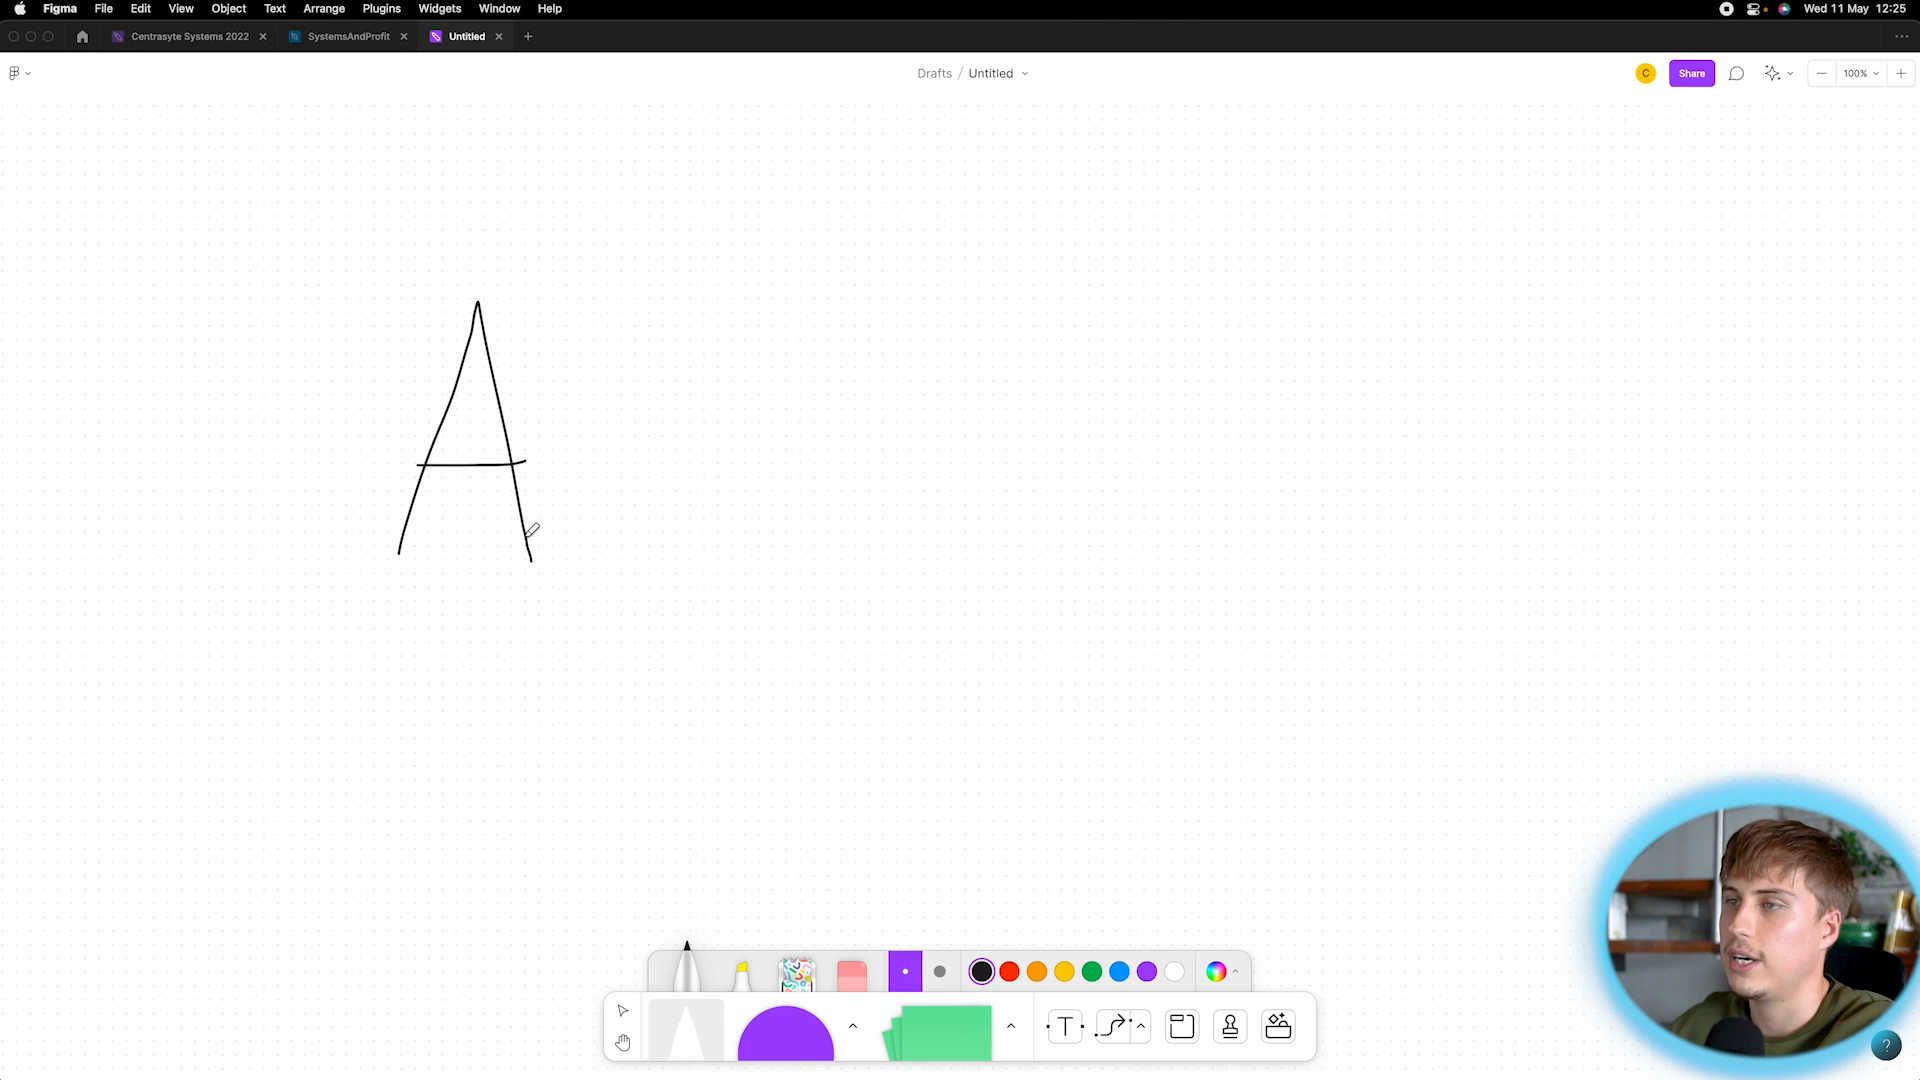 Figma File Edit View Object Text Arrange Plugins Widgets Window Help Wed 11 May 12:25
Centrasyte Systems 2022 SystemsAndProfit Untitled
Drafts / Untitled C Share 100%
A
T
?